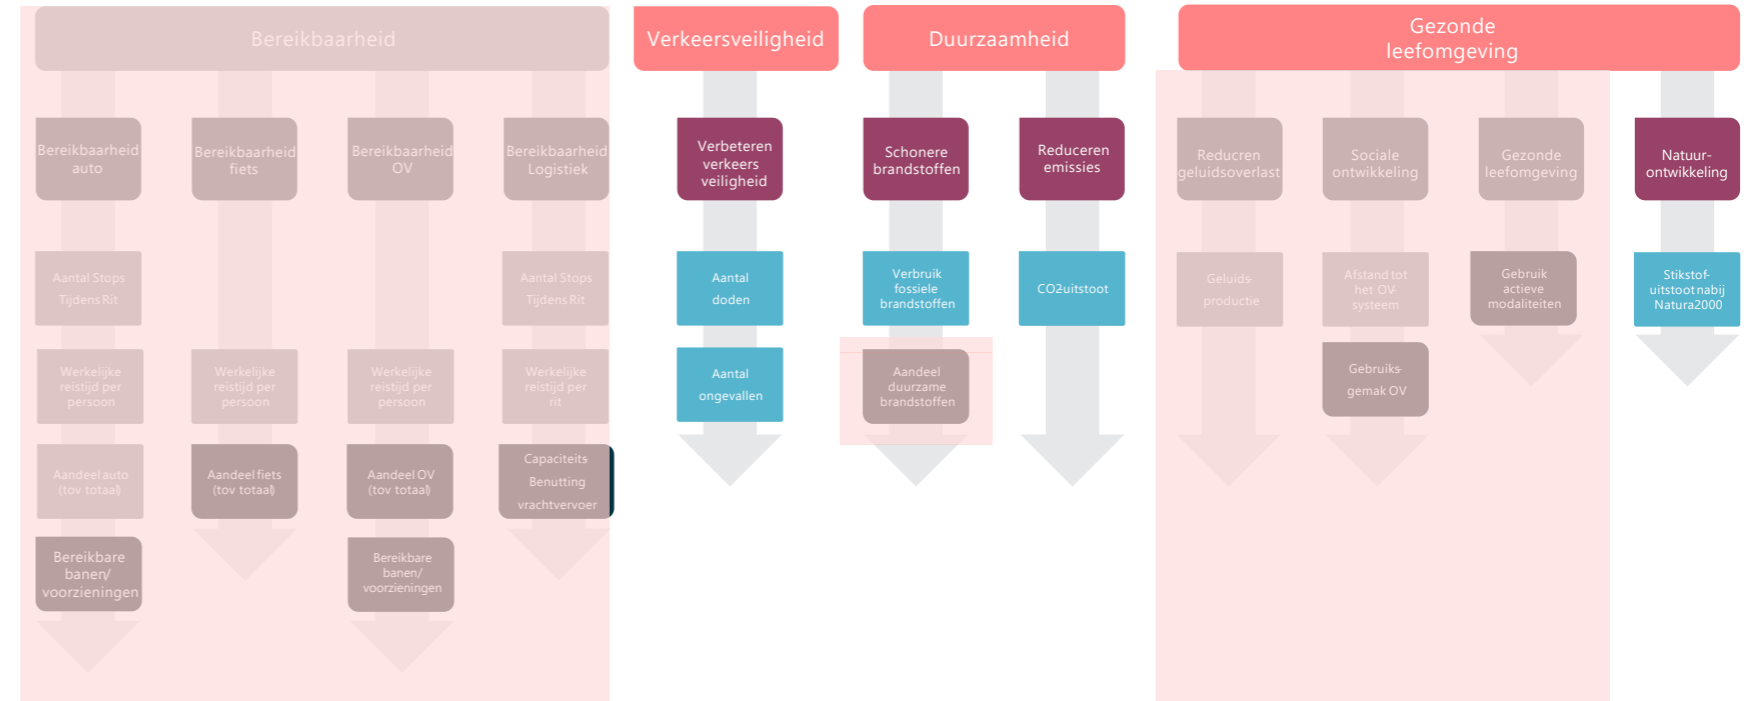 Bereikbaarheid
Verkeersveiligheid
Duurzaamheid
Gezonde
leefomgeving
Bereikbaarheid
auto
Bereikbaarheid
fiets
Bereikbaarheid
OV
Bereikbaarheid
Logistiek
Verbeteren
verkeers
veiligheid
Schonere
brandstoffen
Reduceren
emissies
Reducren
geluidsoverlast
Sociale
ontwikkeling
Gezonde
leefomgeving
Natuur-
ontwikkeling
Aantal Stops
Tijdens Rit
Aantal Stops
Tijdens Rit
Aantal
doden
Verbruik
fossiele
brandstoffen
CO2uitstoot
Geluids-
productie
Afstand tot
het OV-
systeem
Gebruik
actieve
modaliteiten
Stikstof-
uitstoot nabij
Natura2000
Werkelijke
reistijd per
persoon
Werkelijke
reistijd per
persoon
Werkelijke
reistijd per
persoon
Werkelijke
reistijd per
rit
Aantal
ongevallen
Aandeel
duurzame
brandstoffen
Gebruiks-
gemak OV
Aandeel auto
(tov totaal)
Aandeel fiets
(tov totaal)
Aandeel OV
(tov totaal)
Capaciteits-
Benutting
vrachtvervoer
Bereikbare
banen/
voorzieningen
Bereikbare
banen/
voorzieningen